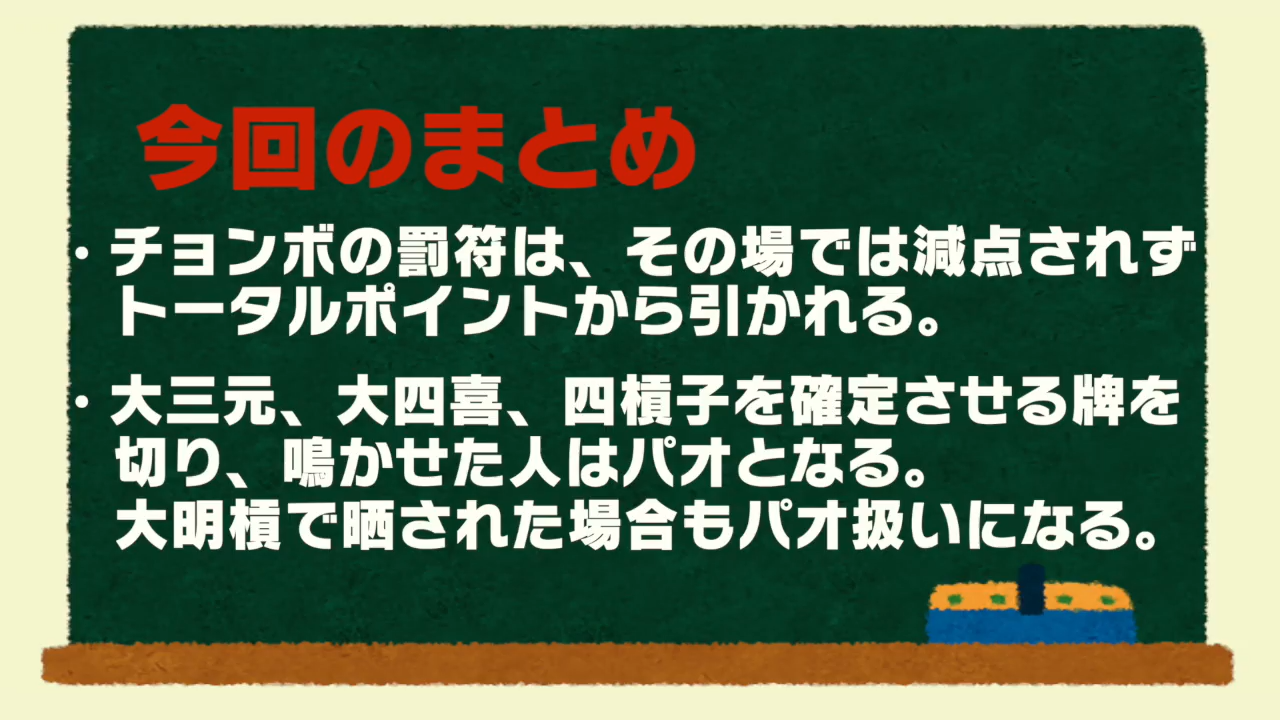 今回のまとめ
・チョンボの罰符は、その場では減点されず
トータルポイントから引かれる。
・大三元、大四喜、四槓子を確定させる牌を
切り、鳴かせた人はパオとなる。
大明槓で晒された場合もパオ扱いになる。